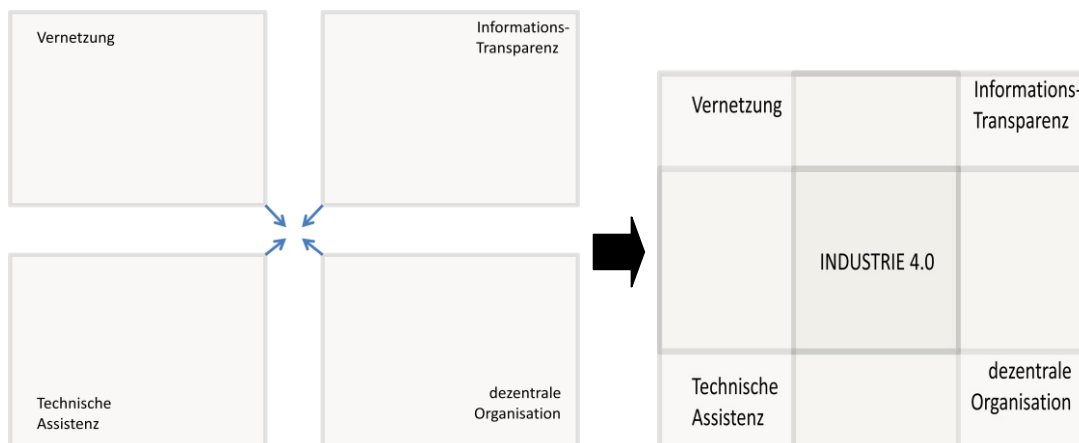 Vernetzung
Informations-
Transparenz
Technische
Assistenz
dezentrale
Organisation
Vernetzung
Informations-
Transparenz
INDUSTRIE 4.0
Technische
Assistenz
dezentrale
Organisation